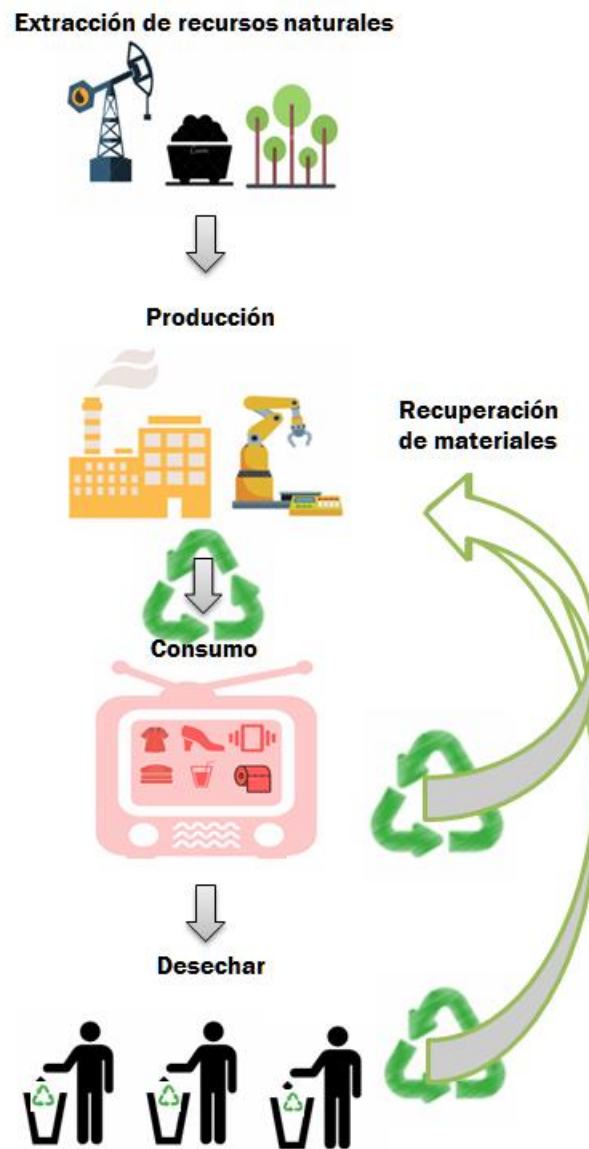 Extracción de recursos naturales
Producción
Recuperación
de materiales
Consumo
Desechar